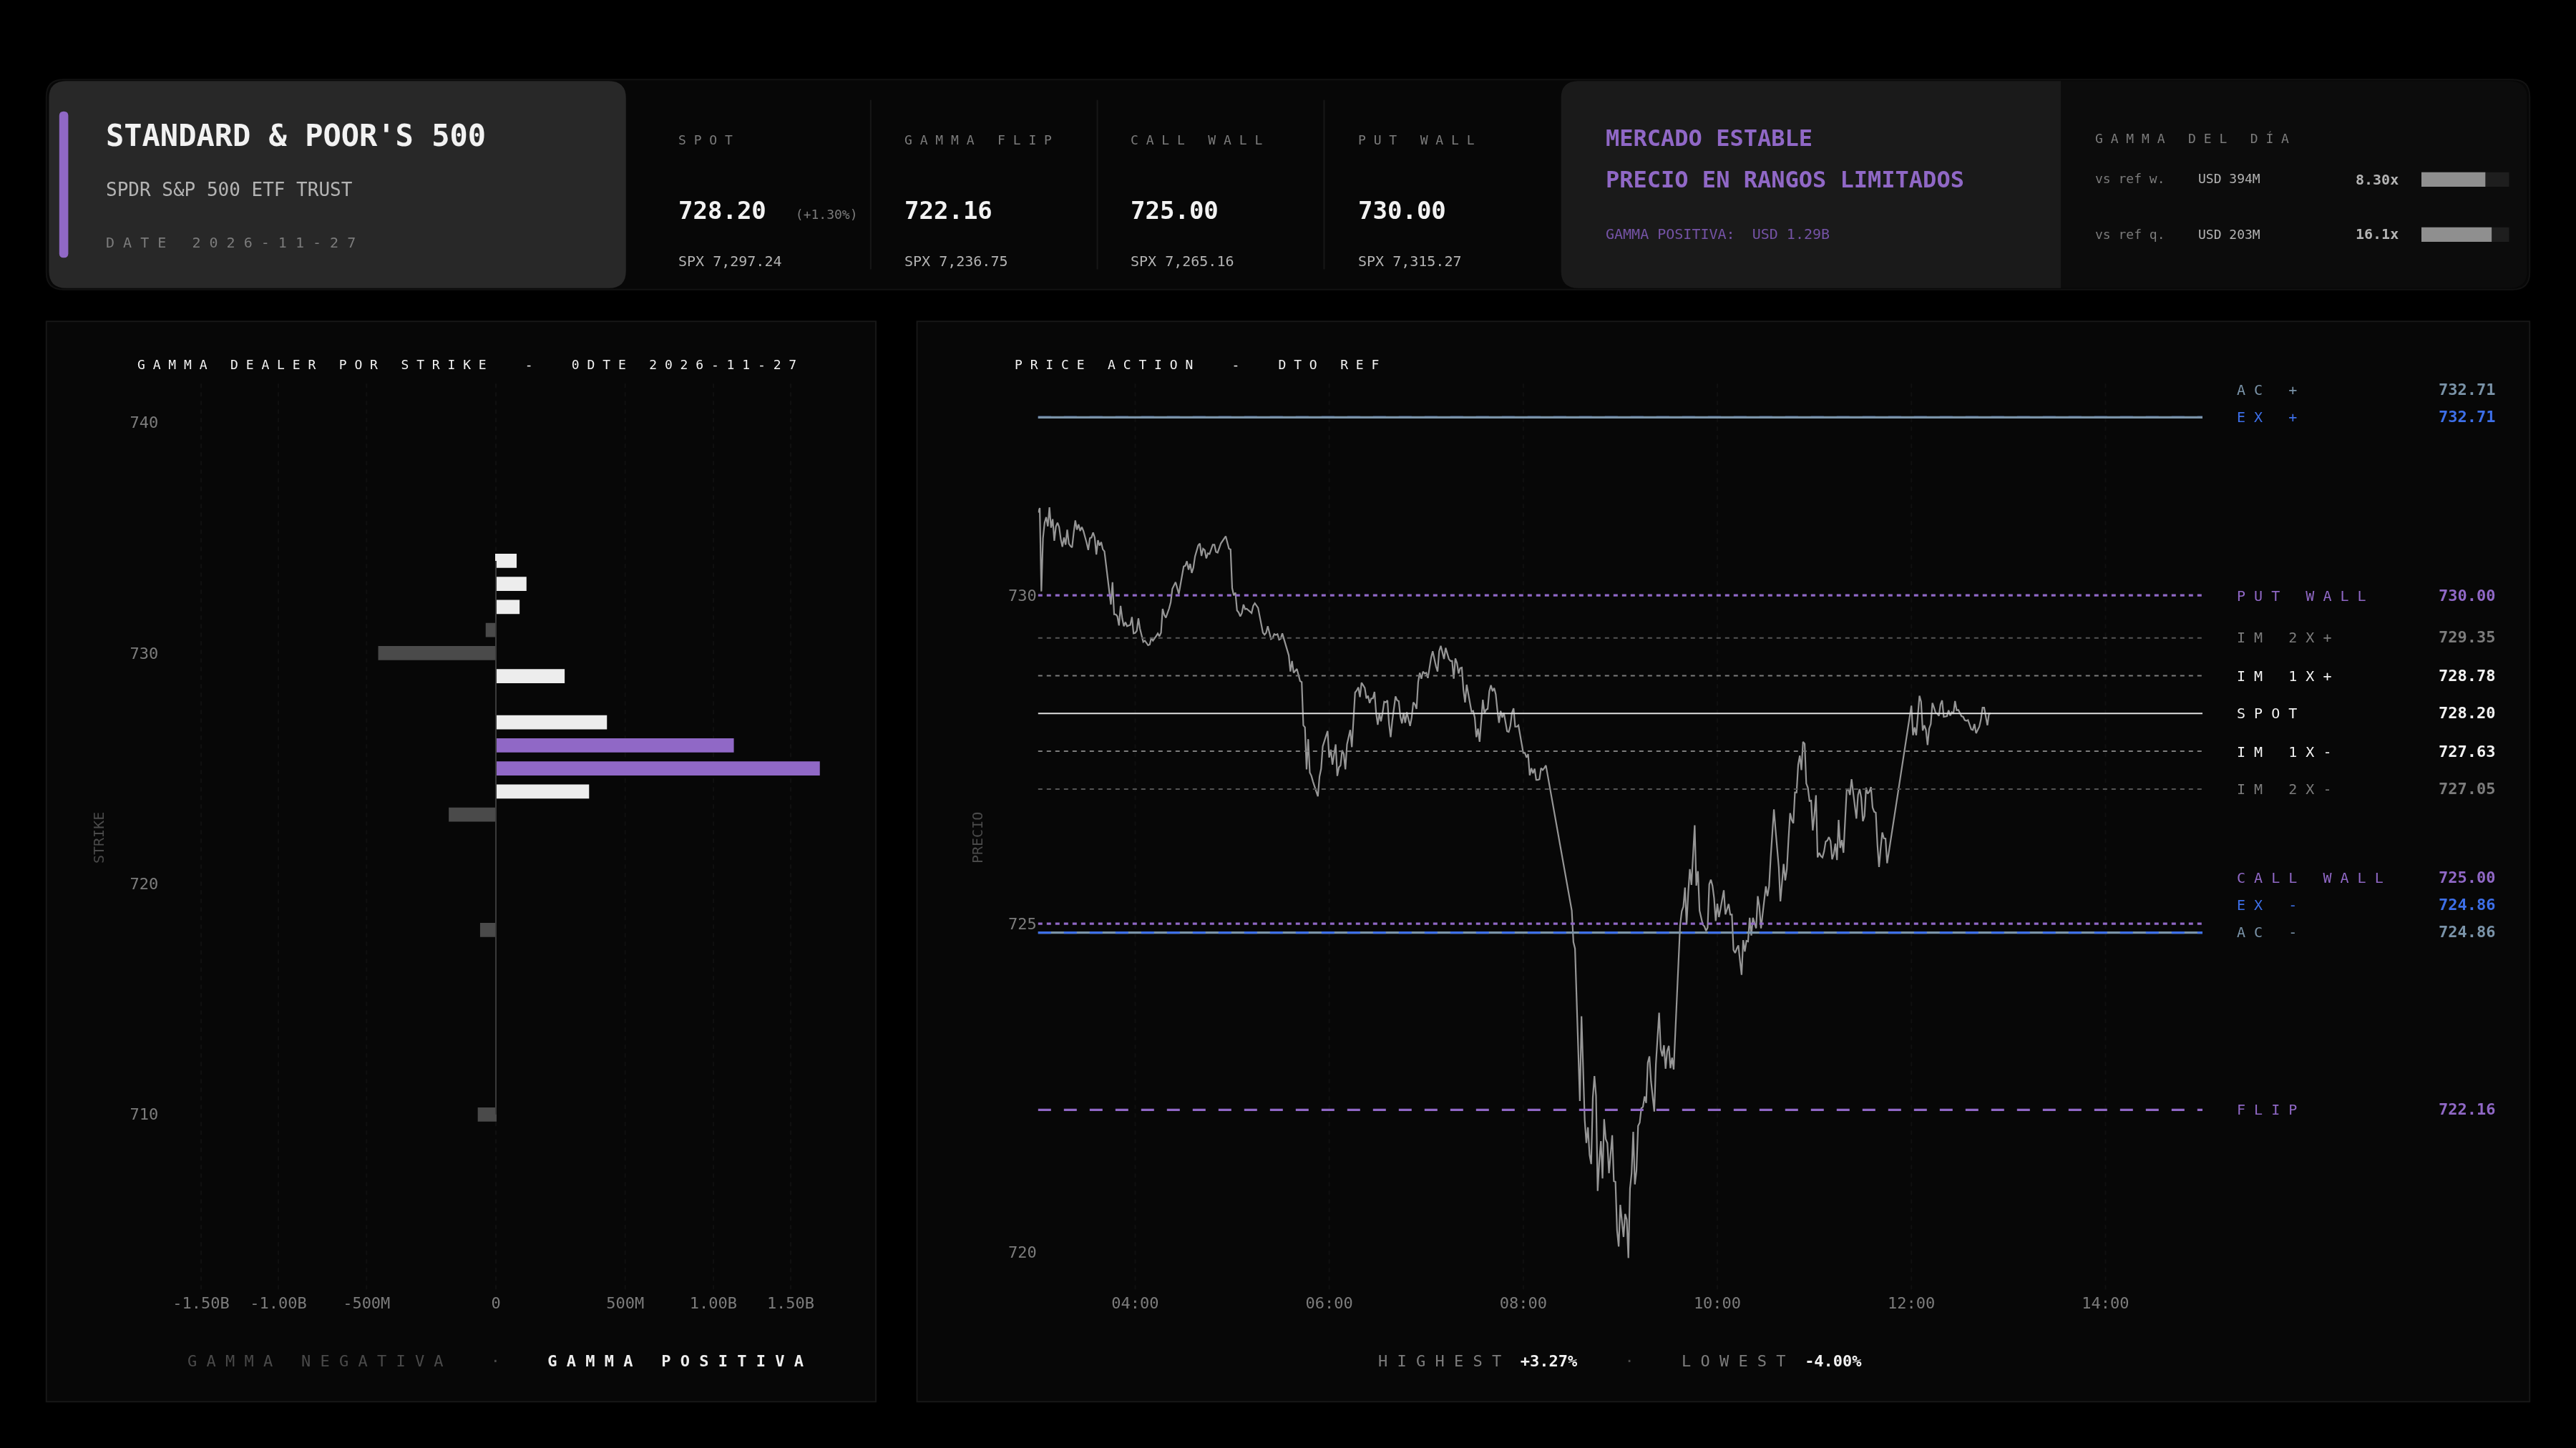 STANDARD & POOR'S 500
SPDR S&P 500 ETF TRUST
DATE 2026-11-27
SPOT
728.20 (+1.30%)
SPX 7,297.24
GAMMA FLIP
722.16
SPX 7,236.75
CALL WALL
725.00
SPX 7,265.16
PUT WALL
730.00
SPX 7,315.27
MERCADO ESTABLE
PRECIO EN RANGOS LIMITADOS
GAMMA POSITIVA: USD 1.29B
GAMMA DEL DÍA
vs ref w. USD 394M 8.30x
vs ref q. USD 203M 16.1x
GAMMA DEALER POR STRIKE - 0DTE 2026-11-27
740
730
720
710
STRIKE
-1.50B -1.00B -500M 0 500M 1.00B 1.50B
GAMMA NEGATIVA · GAMMA POSITIVA
PRICE ACTION - DTO REF
730
725
720
PRECIO
04:00 06:00 08:00 10:00 12:00 14:00
AC + 732.71
EX + 732.71
PUT WALL 730.00
IM 2X+ 729.35
IM 1X+ 728.78
SPOT 728.20
IM 1X- 727.63
IM 2X- 727.05
CALL WALL 725.00
EX - 724.86
AC - 724.86
FLIP 722.16
HIGHEST +3.27% · LOWEST -4.00%